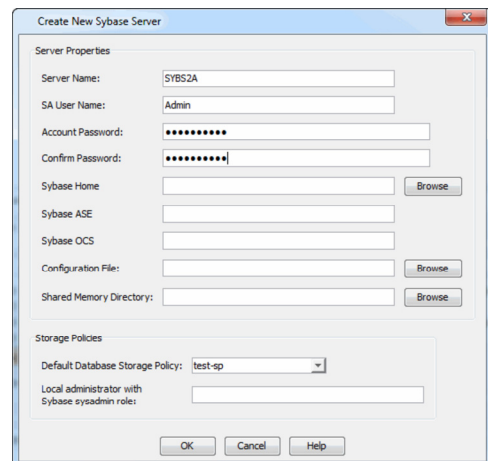 Create New Sybase Server
Server Properties
Server Name: SYBS2A
SA User Name: Admin
Account Password: ●●●●●●●●●●
Confirm Password: ●●●●●●●●●●
Sybase Home Browse
Sybase ASE
Sybase OCS
Configuration File: Browse
Shared Memory Directory: Browse
Storage Policies
Default Database Storage Policy: test-sp
Local administrator with
Sybase sysadmin role:
OK Cancel Help